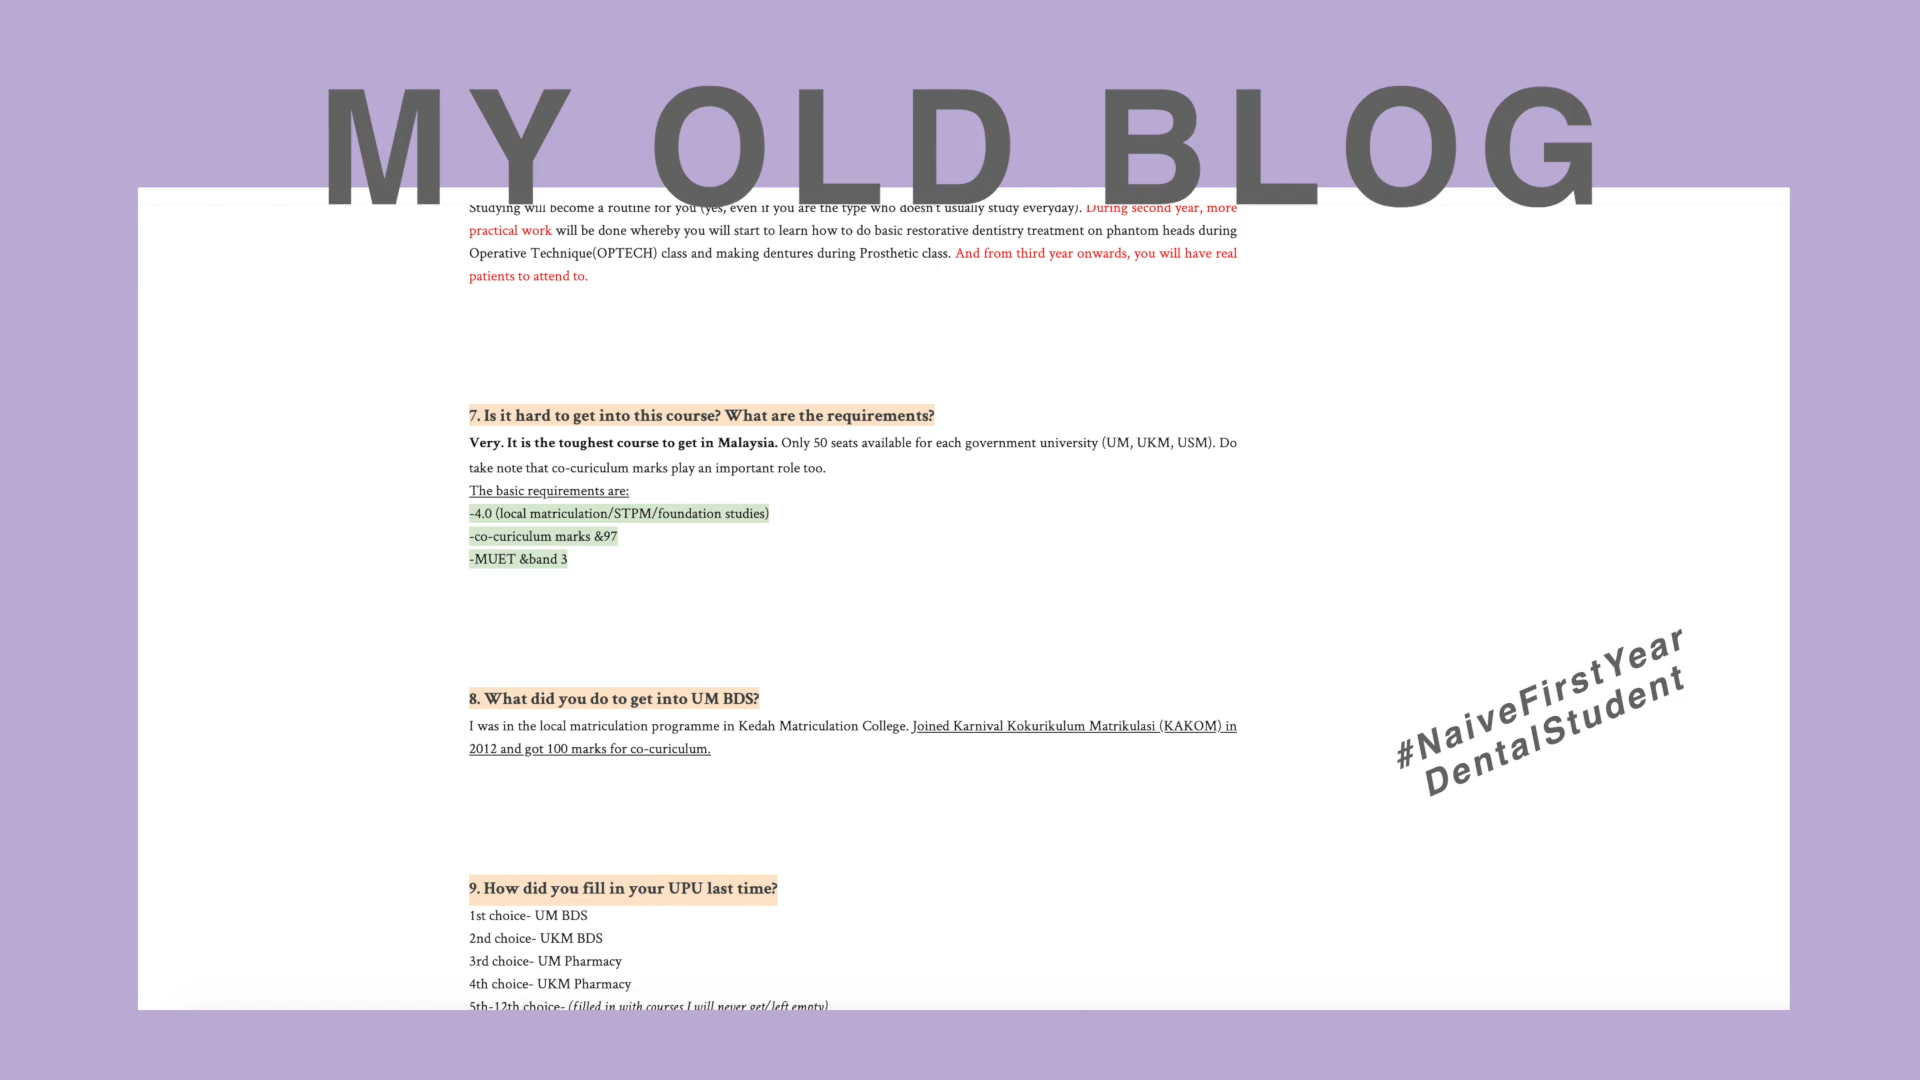 MY OLD BLOG
Studying will become a routine for you (yes, even if you are the type who doesn't usually study everyday). During second year, more
practical work will be done whereby you will start to learn how to do basic restorative dentistry treatment on phantom heads during
Operative Technique(OPTECH) class and making dentures during Prosthetic class. And from third year onwards, you will have real
patients to attend to.
7. Is it hard to get into this course? What are the requirements?
Very. It is the toughest course to get in Malaysia. Only 50 seats available for each government university (UM, UKM, USM). Do
take note that co-curiculum marks play an important role too.
The basic requirements are:
-4.0 (local matriculation/STPM/foundation studies)
-co-curiculum marks &97
-MUET &band 3
8. What did you do to get into UM BDS?
I was in the local matriculation programme in Kedah Matriculation College. Joined Karnival Kokurikulum Matrikulasi (KAKOM) in
2012 and got 100 marks for co-curiculum.
#NaiveFirstYear
DentalStudent
9. How did you fill in your UPU last time?
1st choice- UM BDS
2nd choice- UKM BDS
3rd choice- UM Pharmacy
4th choice- UKM Pharmacy
5th-12th choice- (filled in with courses I will never get/left empty)